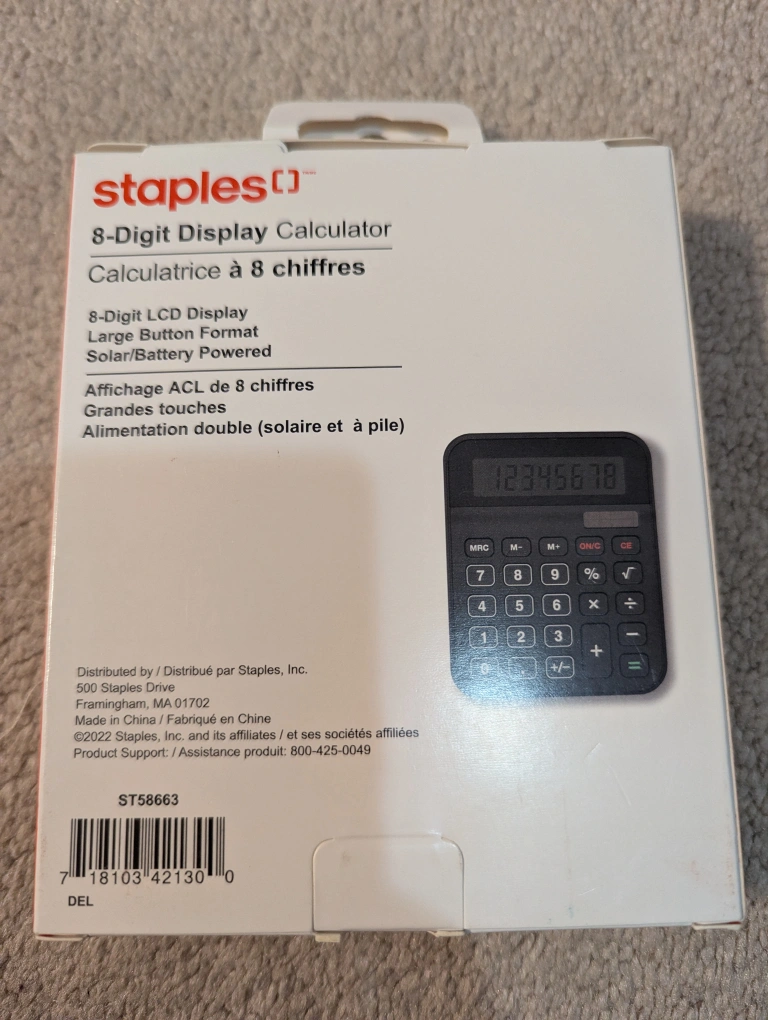 staples
8-Digit Display Calculator
Calculatrice à 8 chiffres
8-Digit LCD Display
Large Button Format
Solar/Battery Powered
Affichage ACL de 8 chiffres
Grandes touches
Alimentation double (solaire et à pile)
12345678
MRC M− M+ ON/C CE
7 8 9 % √
4 5 6 × ÷
1 2 3 + −
0 . +/− =
Distributed by / Distribué par Staples, Inc.
500 Staples Drive
Framingham, MA 01702
Made in China / Fabriqué en Chine
©2022 Staples, Inc. and its affiliates / et ses sociétés affiliées
Product Support: / Assistance produit: 800-425-0049
ST58663
7 18103 42130 0
DEL